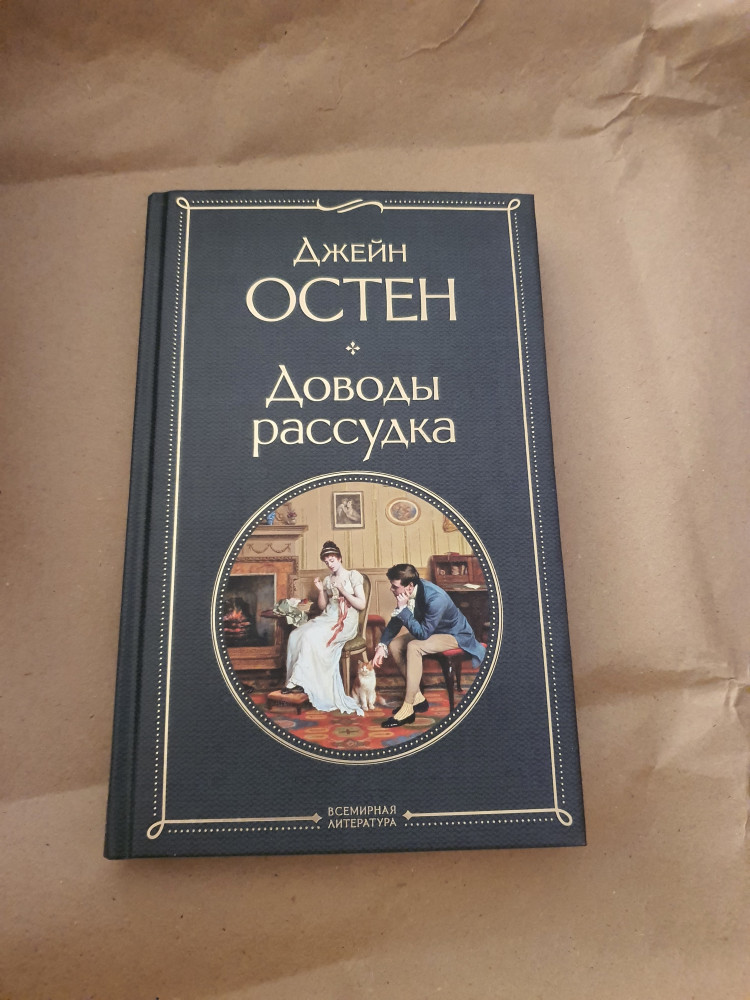 Джейн
ОСТЕН
Доводы
рассудка
ВСЕМИРНАЯ
ЛИТЕРАТУРА